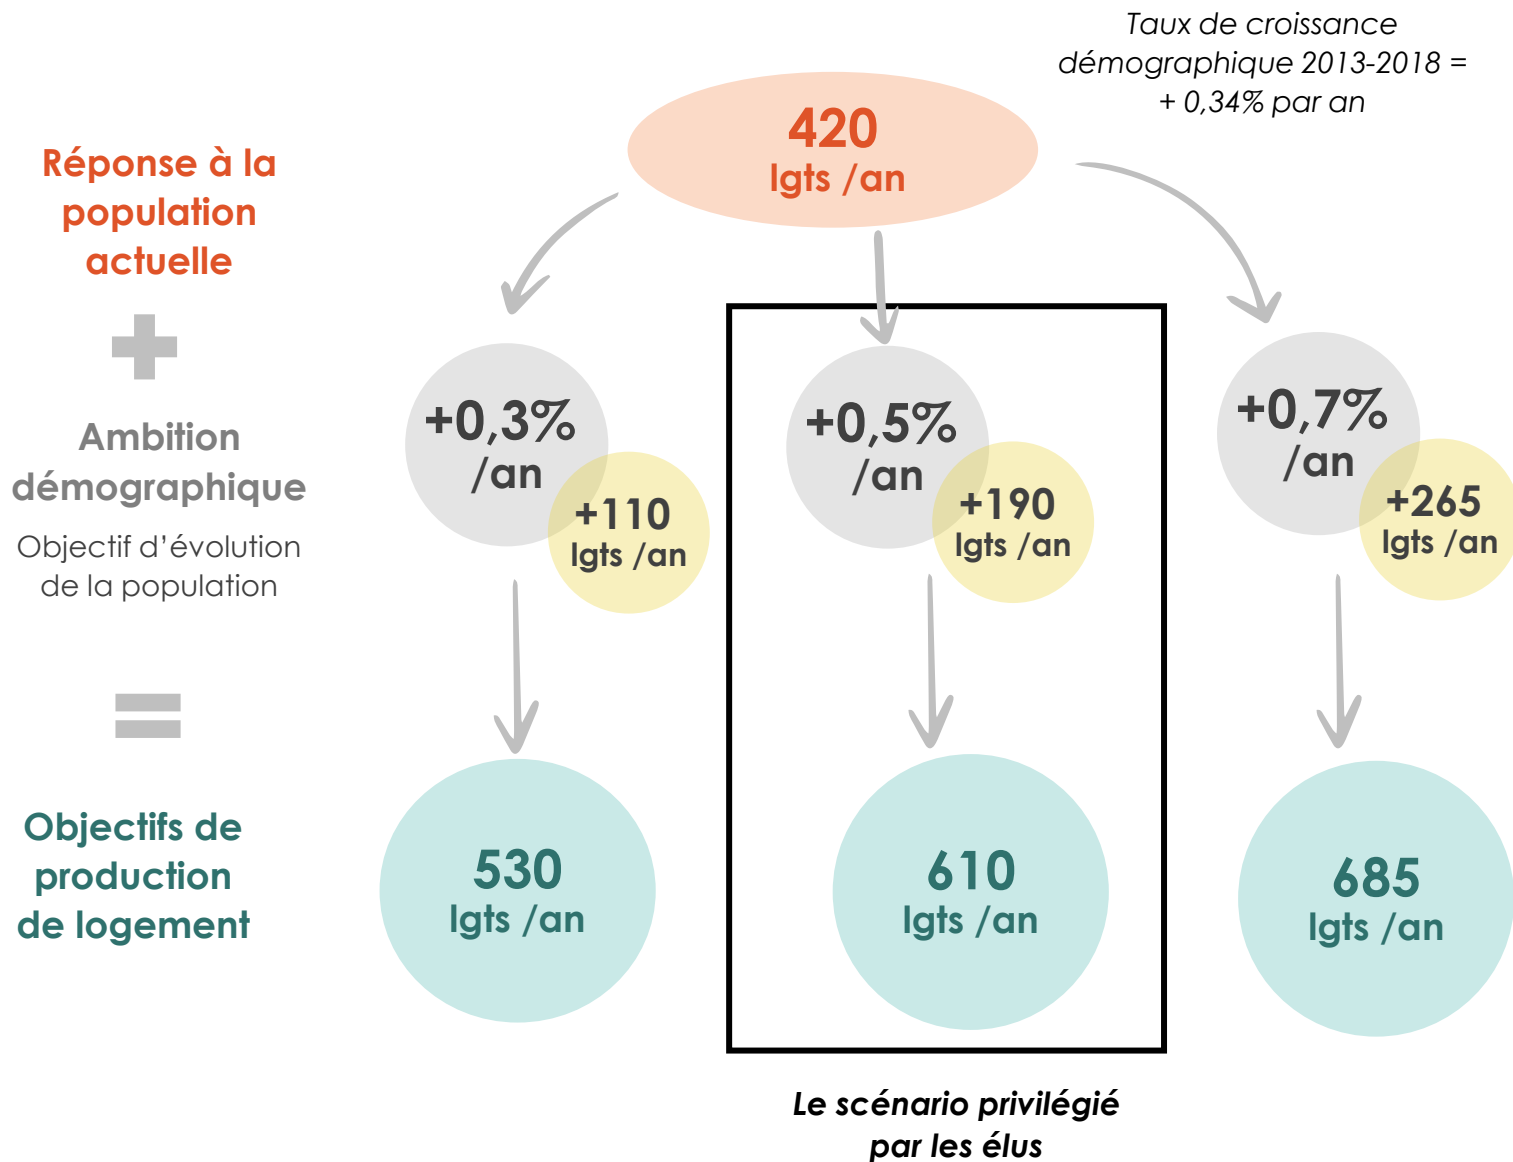 Taux de croissance
démographique 2013-2018 =
+ 0,34% par an
420
lgts /an
Réponse à la
population
actuelle
+
Ambition
démographique
Objectif d’évolution
de la population
+0,3%
/an
+110
lgts /an
+0,5%
/an
+190
lgts /an
+0,7%
/an
+265
lgts /an
=
Objectifs de
production
de logement
530
lgts /an
610
lgts /an
685
lgts /an
Le scénario privilégié
par les élus